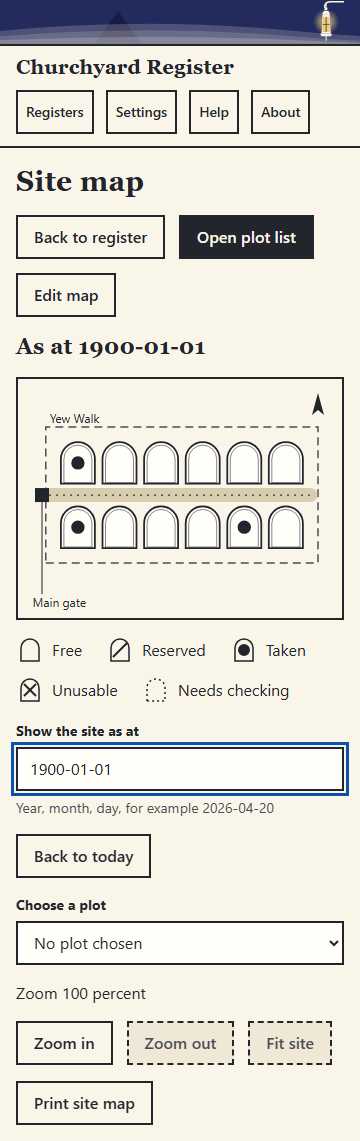 Churchyard Register
Registers
Settings
Help
About
Site map
Back to register
Open plot list
Edit map
As at 1900-01-01
Yew Walk
Main gate
Free
Reserved
Taken
Unusable
Needs checking
Show the site as at
1900-01-01
Year, month, day, for example 2026-04-20
Back to today
Choose a plot
No plot chosen
Zoom 100 percent
Zoom in
Zoom out
Fit site
Print site map